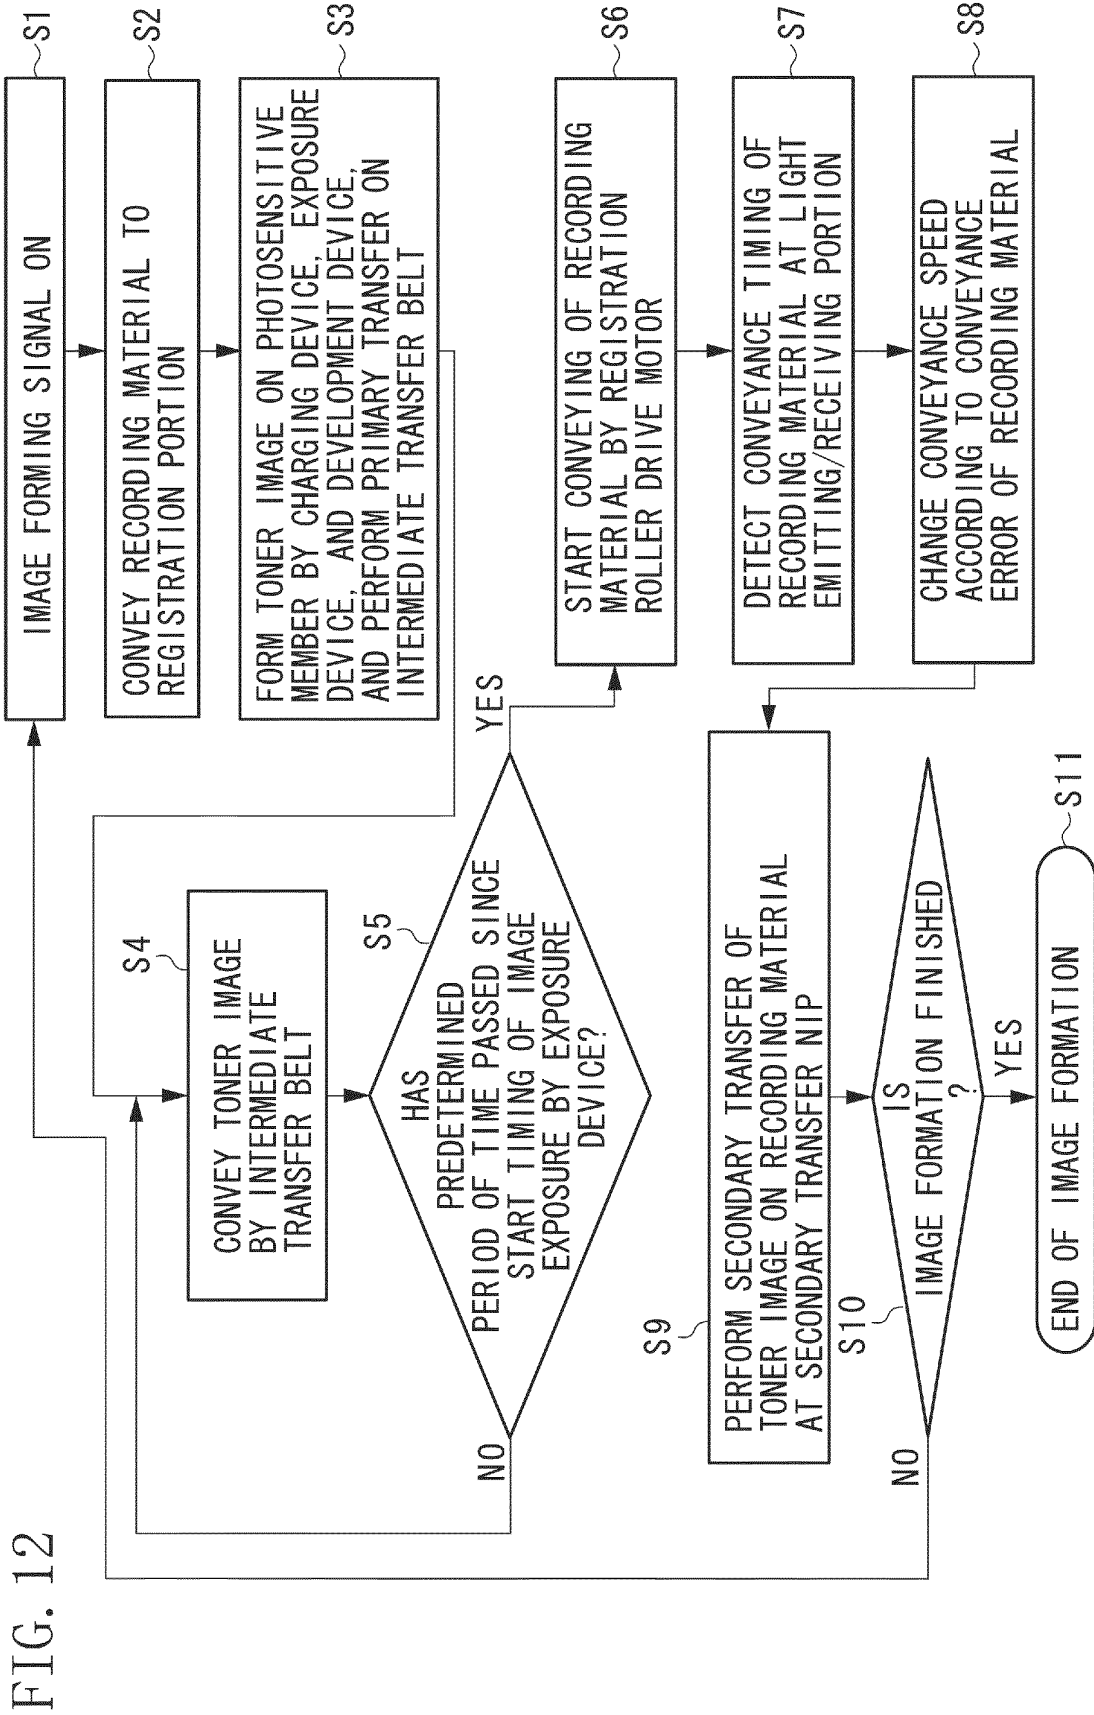 FIG. 12
IMAGE FORMING SIGNAL ON
S1
CONVEY RECORDING MATERIAL TO
REGISTRATION PORTION
S2
FORM TONER IMAGE ON PHOTOSENSITIVE
MEMBER BY CHARGING DEVICE, EXPOSURE
DEVICE, AND DEVELOPMENT DEVICE,
AND PERFORM PRIMARY TRANSFER ON
INTERMEDIATE TRANSFER BELT
S3
S4
CONVEY TONER IMAGE
BY INTERMEDIATE
TRANSFER BELT
S5
HAS
PREDETERMINED
PERIOD OF TIME PASSED SINCE
START TIMING OF IMAGE
EXPOSURE BY EXPOSURE
DEVICE?
NO
YES
START CONVEYING OF RECORDING
MATERIAL BY REGISTRATION
ROLLER DRIVE MOTOR
S6
DETECT CONVEYANCE TIMING OF
RECORDING MATERIAL AT LIGHT
EMITTING/RECEIVING PORTION
S7
CHANGE CONVEYANCE SPEED
ACCORDING TO CONVEYANCE
ERROR OF RECORDING MATERIAL
S8
S9
PERFORM SECONDARY TRANSFER OF
TONER IMAGE ON RECORDING MATERIAL
AT SECONDARY TRANSFER NIP
S10
IS
IMAGE FORMATION FINISHED
?
NO
YES
END OF IMAGE FORMATION
S11